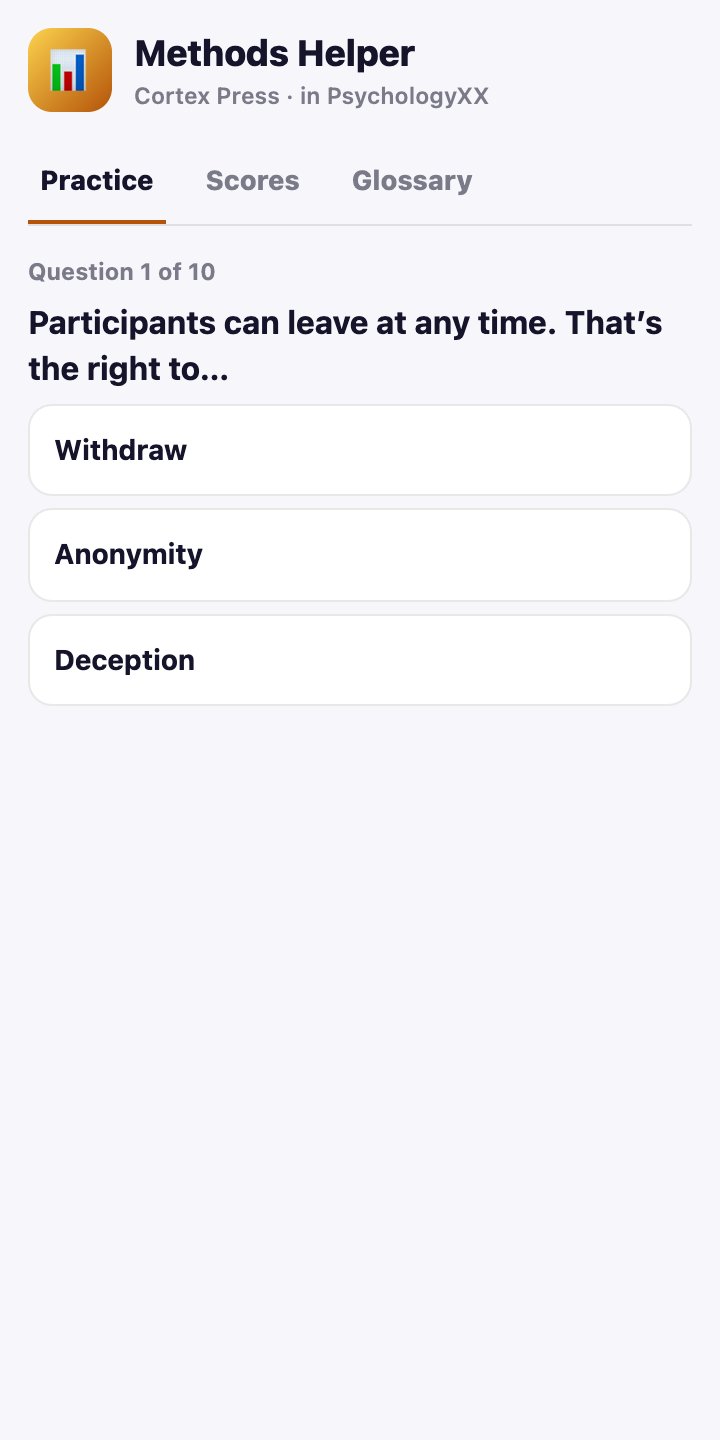 Methods Helper
Cortex Press · in PsychologyXX
Practice
Scores
Glossary
Question 1 of 10
Participants can leave at any time. That’s
the right to...
Withdraw
Anonymity
Deception